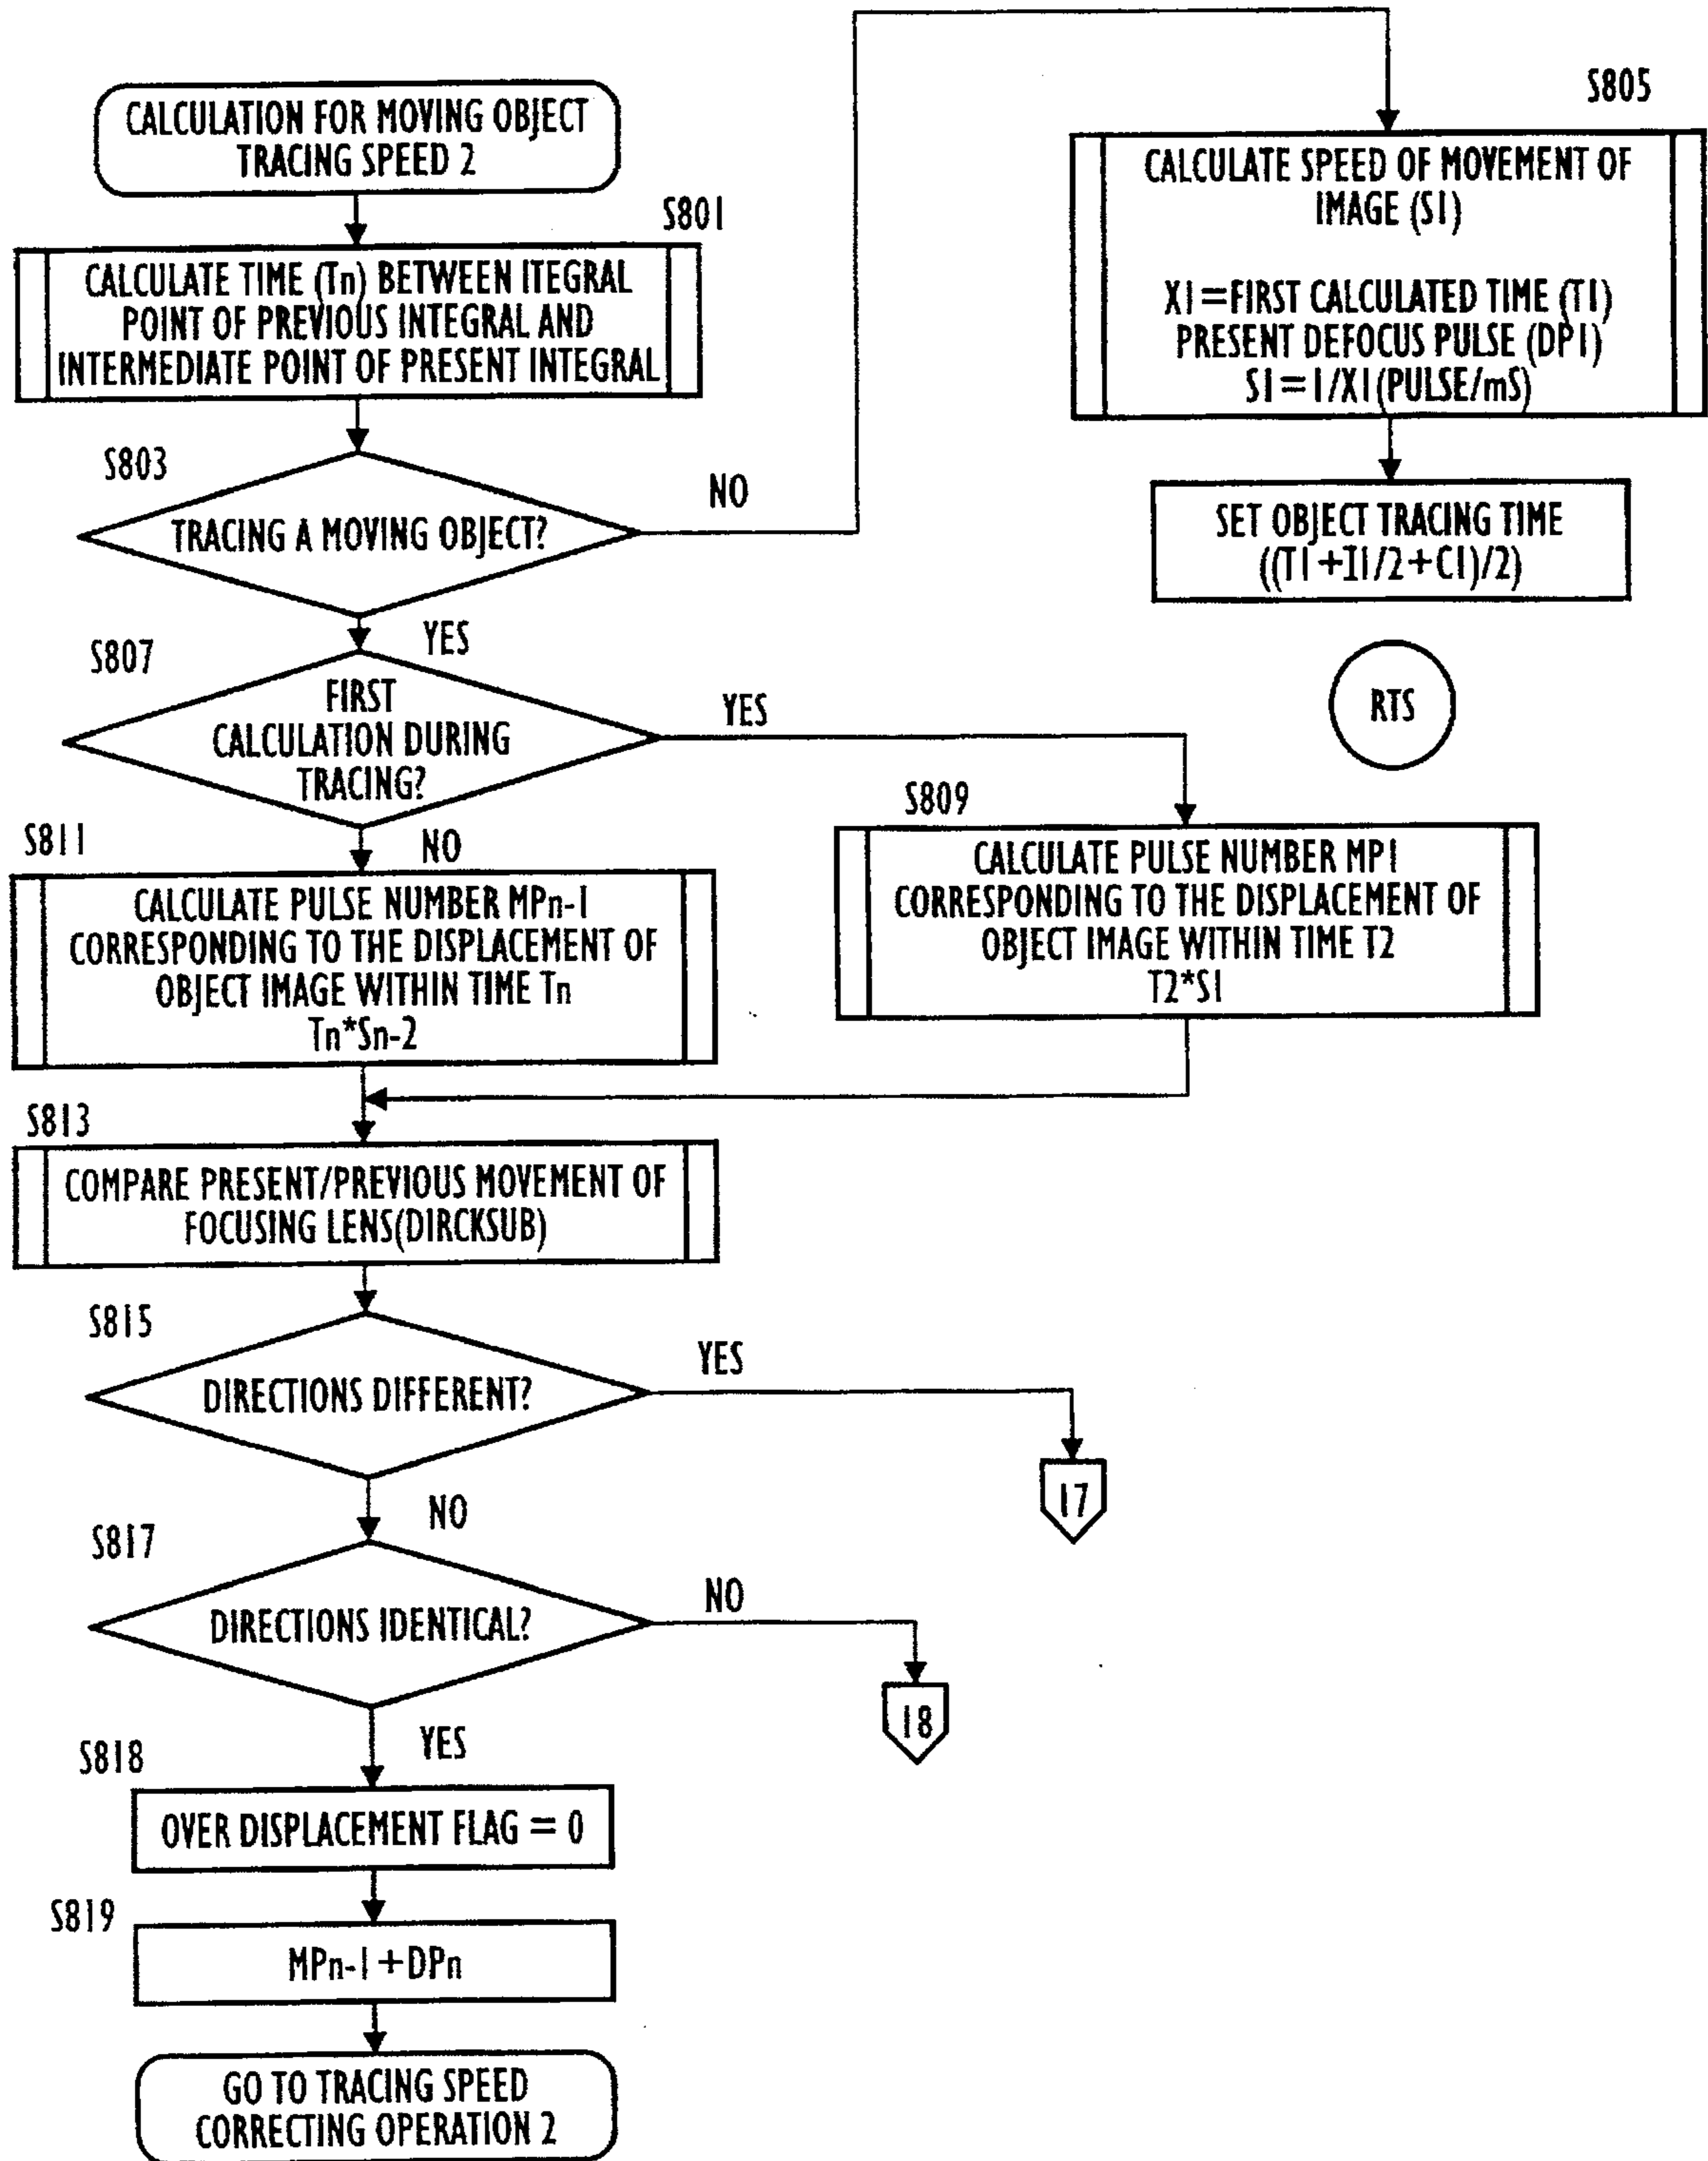 CALCULATION FOR MOVING OBJECT
TRACING SPEED 2
S801
CALCULATE TIME (Tn) BETWEEN ITEGRAL
POINT OF PREVIOUS INTEGRAL AND
INTERMEDIATE POINT OF PRESENT INTEGRAL
S803
TRACING A MOVING OBJECT?
NO
YES
S805
CALCULATE SPEED OF MOVEMENT OF
IMAGE (S1)
X1=FIRST CALCULATED TIME (T1)
PRESENT DEFOCUS PULSE (DP1)
S1=1/X1(PULSE/mS)
SET OBJECT TRACING TIME
((T1+I1/2+C1)/2)
RTS
S807
FIRST
CALCULATION DURING
TRACING?
YES
NO
S809
CALCULATE PULSE NUMBER MP1
CORRESPONDING TO THE DISPLACEMENT OF
OBJECT IMAGE WITHIN TIME T2
T2*S1
S811
CALCULATE PULSE NUMBER MPn-1
CORRESPONDING TO THE DISPLACEMENT OF
OBJECT IMAGE WITHIN TIME Tn
Tn*Sn-2
S813
COMPARE PRESENT/PREVIOUS MOVEMENT OF
FOCUSING LENS(DIRCKSUB)
S815
DIRECTIONS DIFFERENT?
YES
17
NO
S817
DIRECTIONS IDENTICAL?
NO
18
YES
S818
OVER DISPLACEMENT FLAG = 0
S819
MPn-1+DPn
GO TO TRACING SPEED
CORRECTING OPERATION 2